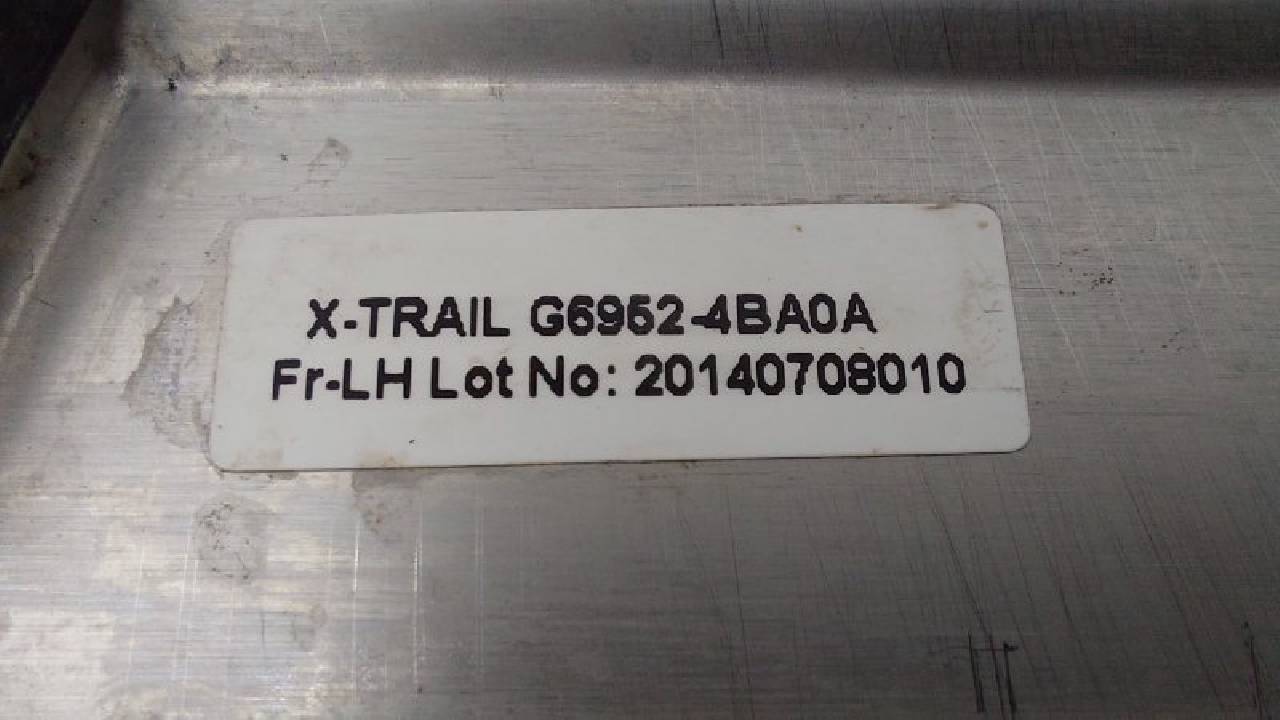 X-TRAIL G6952-4BA0A
Fr-LH Lot No: 20140708010